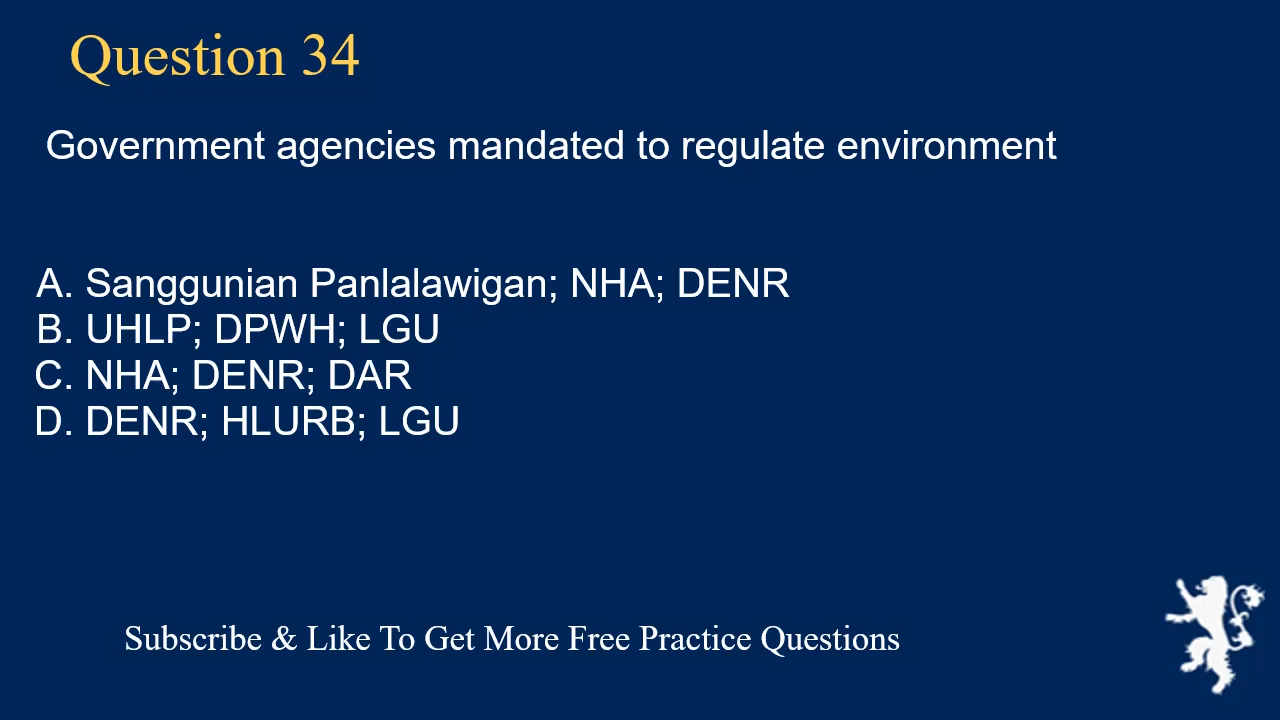 Question 34
Government agencies mandated to regulate environment
A. Sanggunian Panlalawigan; NHA; DENR
B. UHLP; DPWH; LGU
C. NHA; DENR; DAR
D. DENR; HLURB; LGU
Subscribe & Like To Get More Free Practice Questions